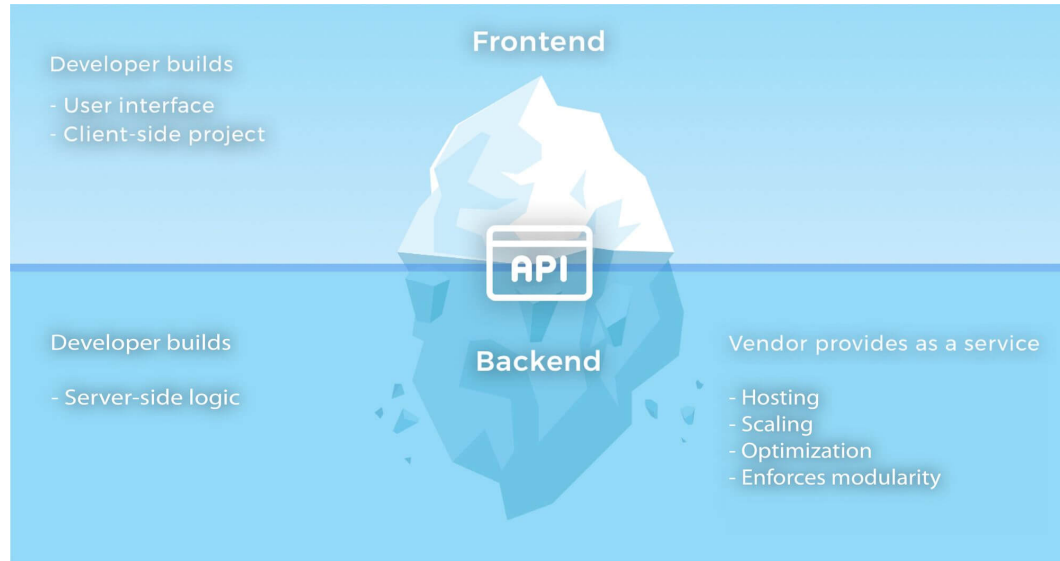 Frontend
Developer builds
- User interface
- Client-side project
API
Developer builds
- Server-side logic
Backend
Vendor provides as a service
- Hosting
- Scaling
- Optimization
- Enforces modularity